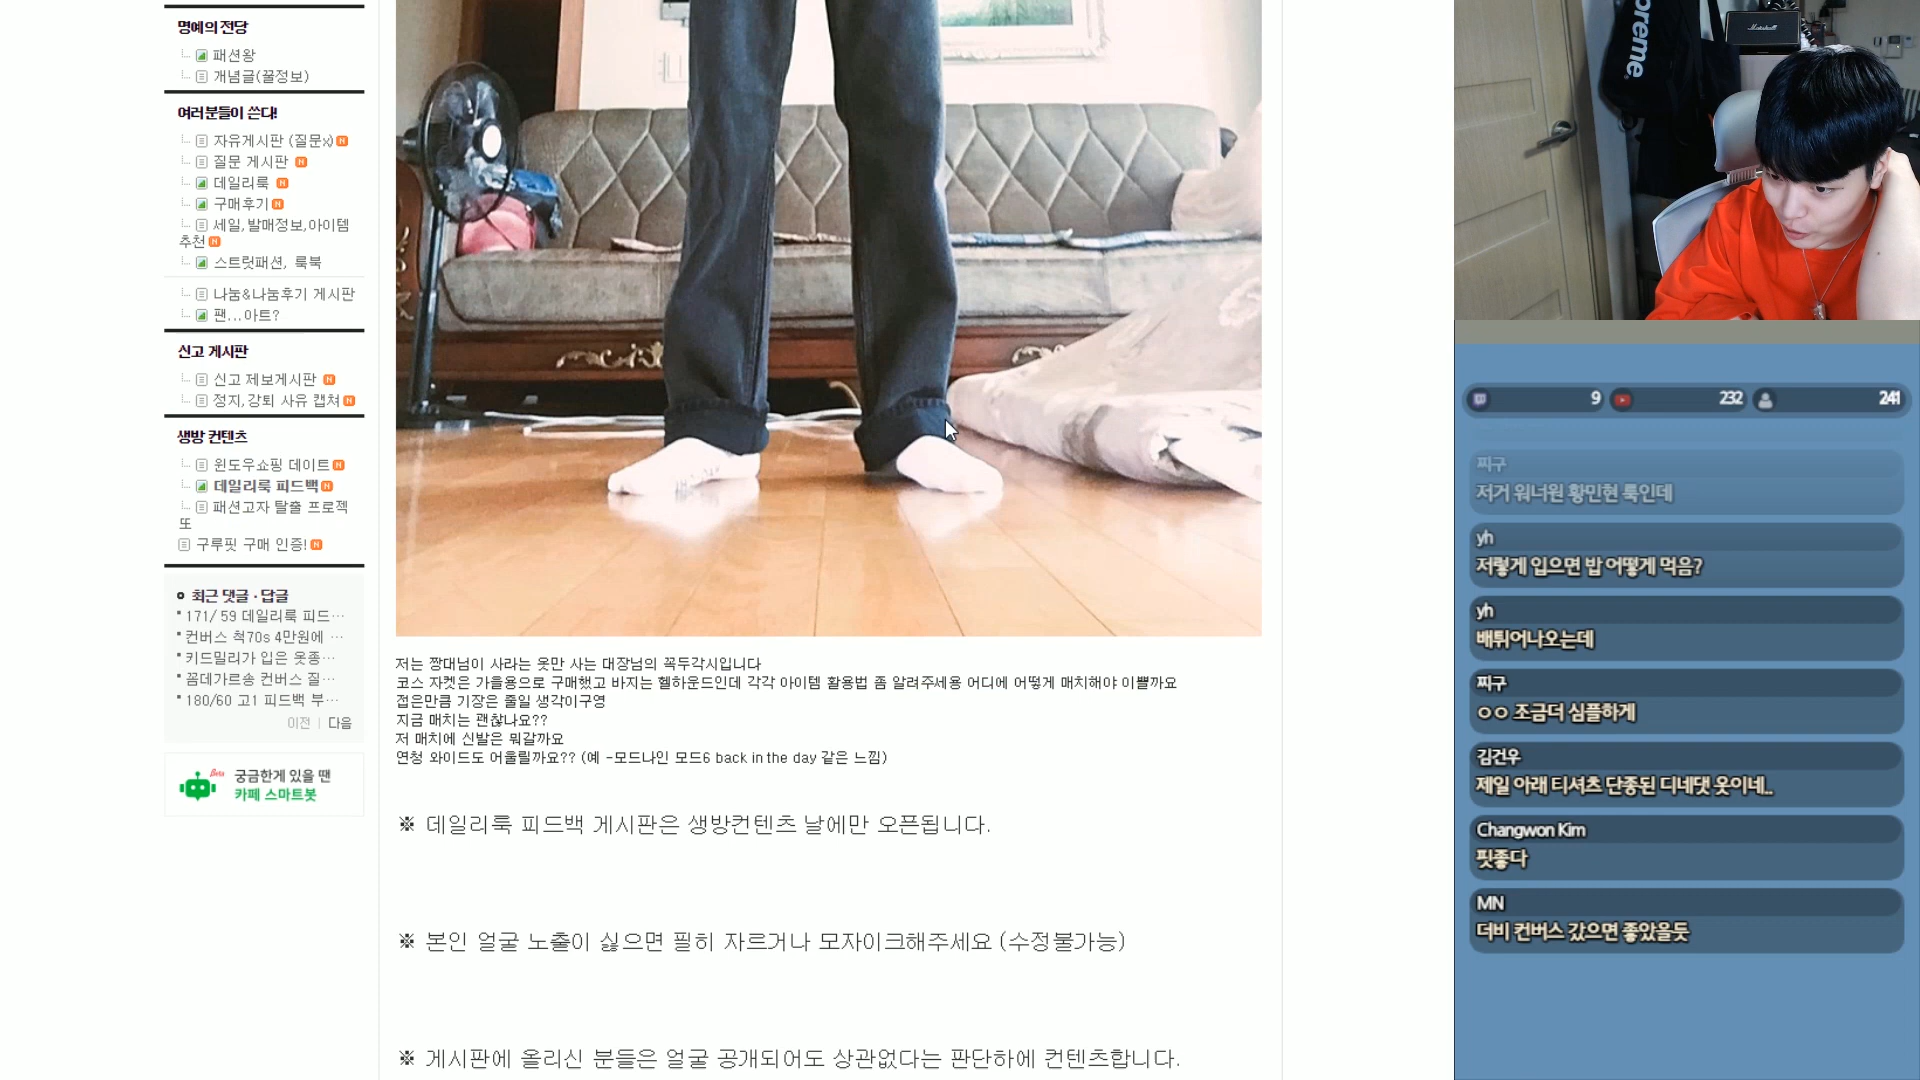 명예의 전당
패션왕
개념글(꿀정보)
여러분들이 쓴다!
자유게시판 (질문x)
질문 게시판
데일리룩
구매후기
세일,발매정보,아이템
추천
스트릿패션, 룩북
나눔&나눔후기 게시판
팬...아트?
신고 게시판
신고 제보게시판
정지,강퇴 사유 캡쳐
생방 컨텐츠
윈도우쇼핑 데이트
데일리룩 피드백
패션고자 탈출 프로젝
또
구루핏 구매 인증!
최근 댓글 · 답글
171/ 59 데일리룩 피드…
컨버스 척70s 4만원에 …
키드밀리가 입은 옷종…
꼼데가르송 컨버스 질…
180/60 고1 피드백 부…
이전 | 다음
Beta
궁금한게 있을 땐
카페 스마트봇
저는 짱대님이 사라는 옷만 사는 대장님의 꼭두각시입니다
코스 자켓은 가을용으로 구매했고 바지는 헬하운드인데 각각 아이템 활용법 좀 알려주세용 어디에 어떻게 매치해야 이쁠까요
접은만큼 기장은 줄일 생각이구영
지금 매치는 괜찮나요??
저 매치에 신발은 뭐갈까요
연청 와이드도 어울릴까요?? (예 -모드나인 모드6 back in the day 같은 느낌)
※ 데일리룩 피드백 게시판은 생방컨텐츠 날에만 오픈됩니다.
※ 본인 얼굴 노출이 싫으면 필히 자르거나 모자이크해주세요 (수정불가능)
※ 게시판에 올리신 분들은 얼굴 공개되어도 상관없다는 판단하에 컨텐츠합니다.
preme
Marshall
9 232 241
찌구
저거 워너원 황민현 룩인데
yh
저렇게 입으면 밥 어떻게 먹음?
yh
배튀어나오는데
찌구
ㅇㅇ 조금더 심플하게
김건우
제일 아래 티셔츠 단종된 디네댓 옷이네..
Changwon Kim
핏좋다
MN
더비 컨버스 갔으면 좋았을듯